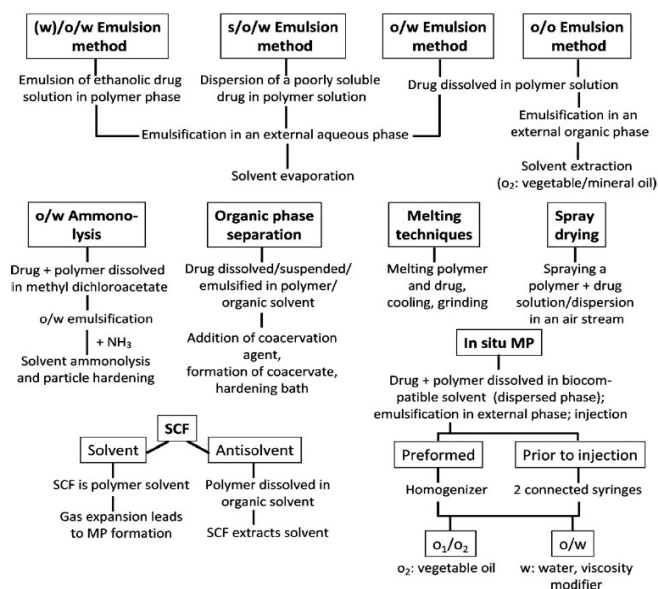 (w)/o/w Emulsion
method
s/o/w Emulsion
method
o/w Emulsion
method
o/o Emulsion
method
Emulsion of ethanolic drug
solution in polymer phase
Dispersion of a poorly soluble
drug in polymer solution
Drug dissolved in polymer solution
Emulsification in an external aqueous phase
Solvent evaporation
Emulsification in an
external organic phase
Solvent extraction
(o₂: vegetable/mineral oil)
o/w Ammono-
lysis
Drug + polymer dissolved
in methyl dichloroacetate
o/w emulsification
+ NH₃
Solvent ammonolysis
and particle hardening
Organic phase
separation
Drug dissolved/suspended/
emulsified in polymer/
organic solvent
Addition of coacervation
agent,
formation of coacervate,
hardening bath
Melting
techniques
Melting polymer
and drug,
cooling, grinding
Spray
drying
Spraying a
polymer + drug
solution/dispersion
in an air stream
SCF
Solvent
Antisolvent
SCF is polymer solvent
Gas expansion leads
to MP formation
Polymer dissolved in
organic solvent
SCF extracts solvent
In situ MP
Drug + polymer dissolved in biocom-
patible solvent (dispersed phase);
emulsification in external phase; injection
Preformed
Prior to injection
Homogenizer
2 connected syringes
o₁/o₂
o/w
o₂: vegetable oil
w: water, viscosity
modifier